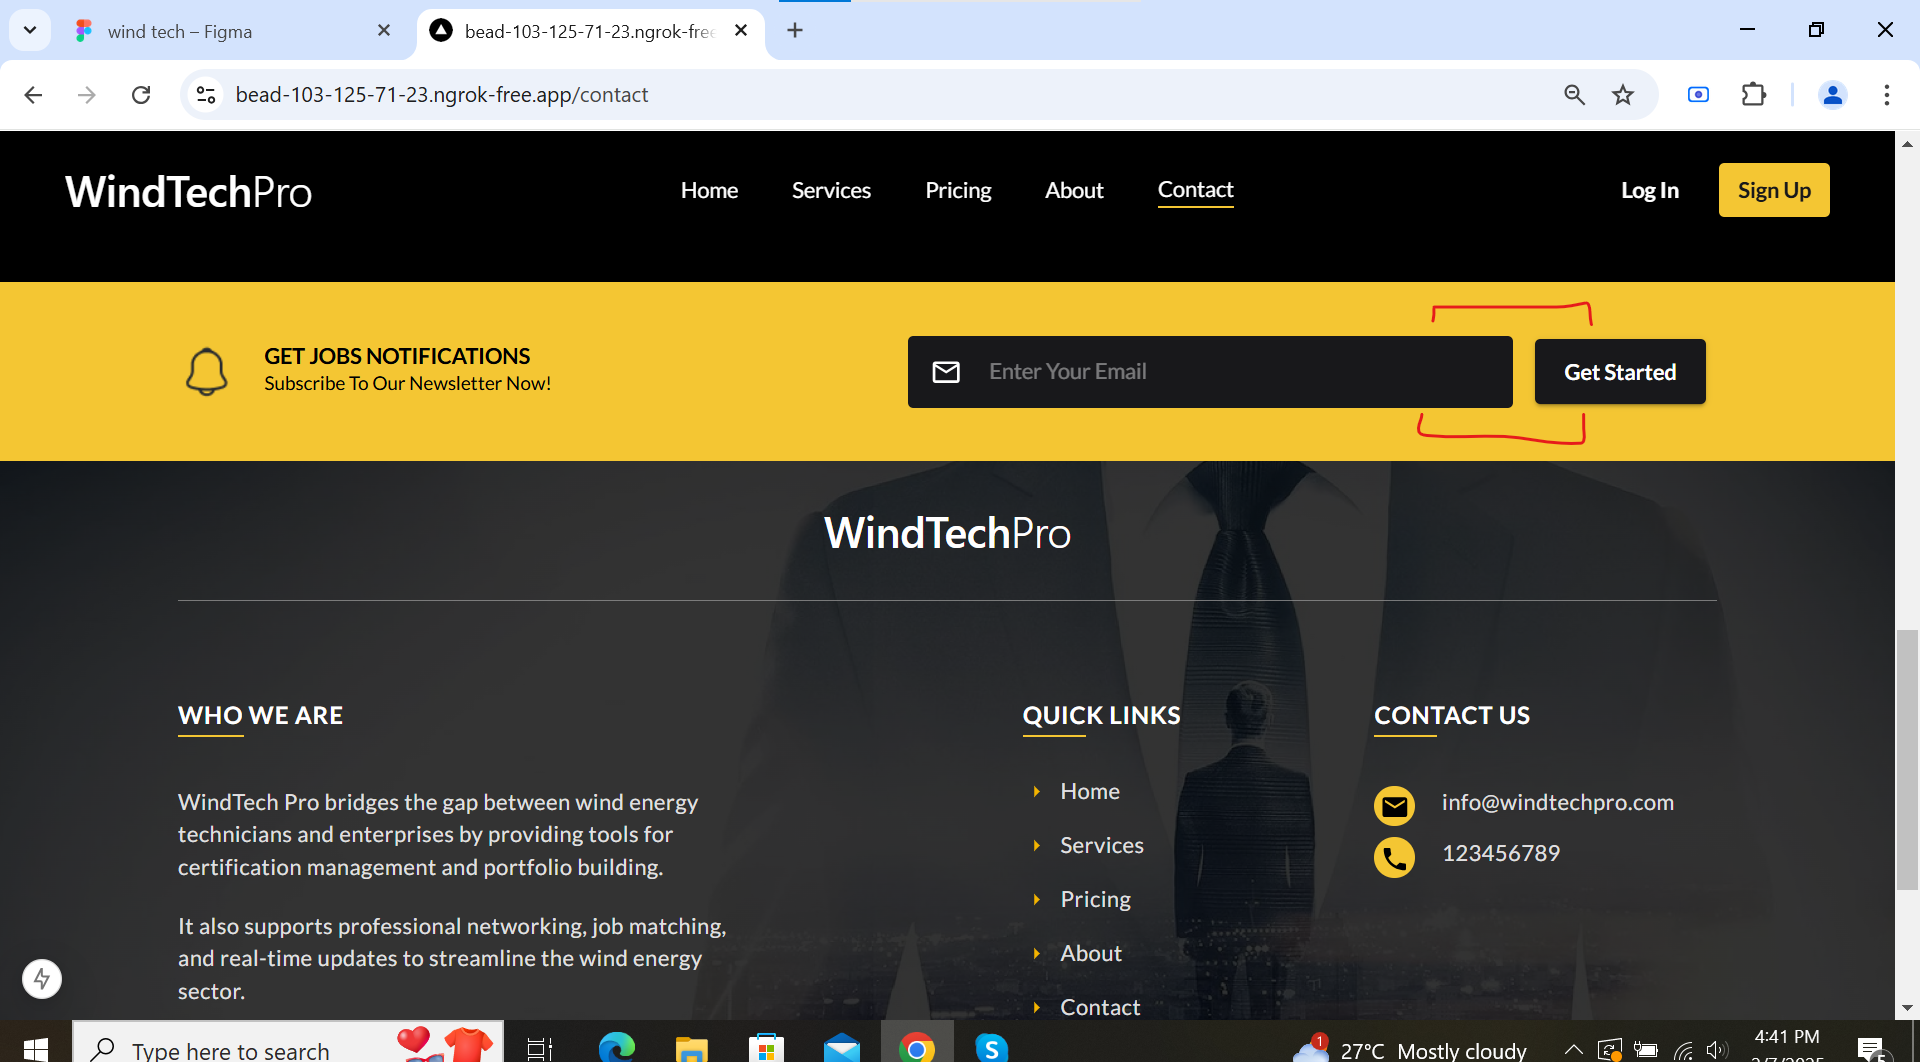 wind tech – Figma
bead-103-125-71-23.ngrok-free
bead-103-125-71-23.ngrok-free.app/contact
WindTechPro
Home
Services
Pricing
About
Contact
Log In
Sign Up
GET JOBS NOTIFICATIONS
Subscribe To Our Newsletter Now!
Enter Your Email
Get Started
WindTechPro
WHO WE ARE
WindTech Pro bridges the gap between wind energy
technicians and enterprises by providing tools for
certification management and portfolio building.
It also supports professional networking, job matching,
and real-time updates to streamline the wind energy
sector.
QUICK LINKS
Home
Services
Pricing
About
Contact
CONTACT US
info@windtechpro.com
123456789
Type here to search
1
27°C Mostly cloudy
4:41 PM